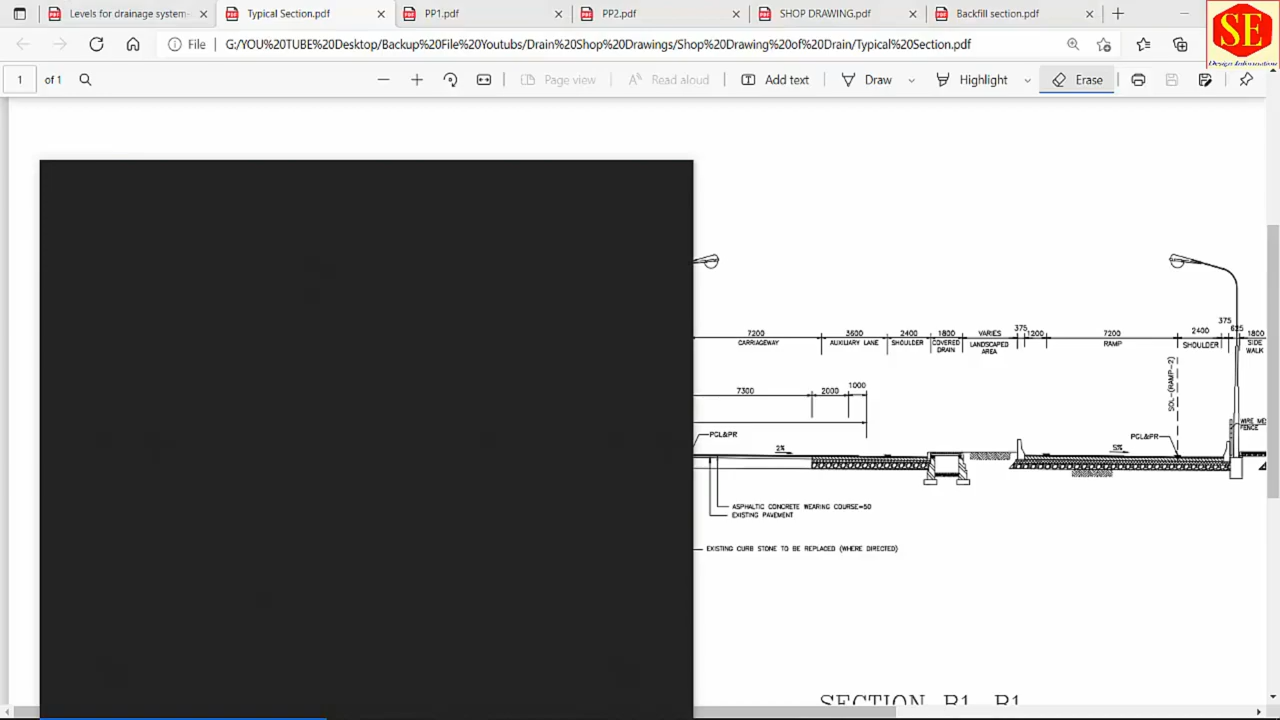 Levels for drainage system-
Typical Section.pdf
PP1.pdf
PP2.pdf
SHOP DRAWING.pdf
Backfill section.pdf
SE
Design Information
File
G:/YOU%20TUBE%20Desktop/Backup%20File%20Youtubs/Drain%20Shop%20Drawings/Shop%20Drawing%20of%20Drain/Typical%20Section.pdf
1 of 1
Page view
Read aloud
Add text
Draw
Highlight
Erase
375
375 7200 3600 2400 1800 VARIES 1200 7200 2400 625 1800
CARRIAGEWAY AUXILIARY LANE SHOULDER COVERED DRAIN LANDSCAPED AREA RAMP SHOULDER SIDE WALK
7300 2000 1000
SOL-(RAMP-2)
WIRE
FENCE
PGL&PR
PGL&PR
2%
5%
ASPHALTIC CONCRETE WEARING COURSE=50
EXISTING PAVEMENT
EXISTING CURB STONE TO BE REPLACED (WHERE DIRECTED)
SECTION